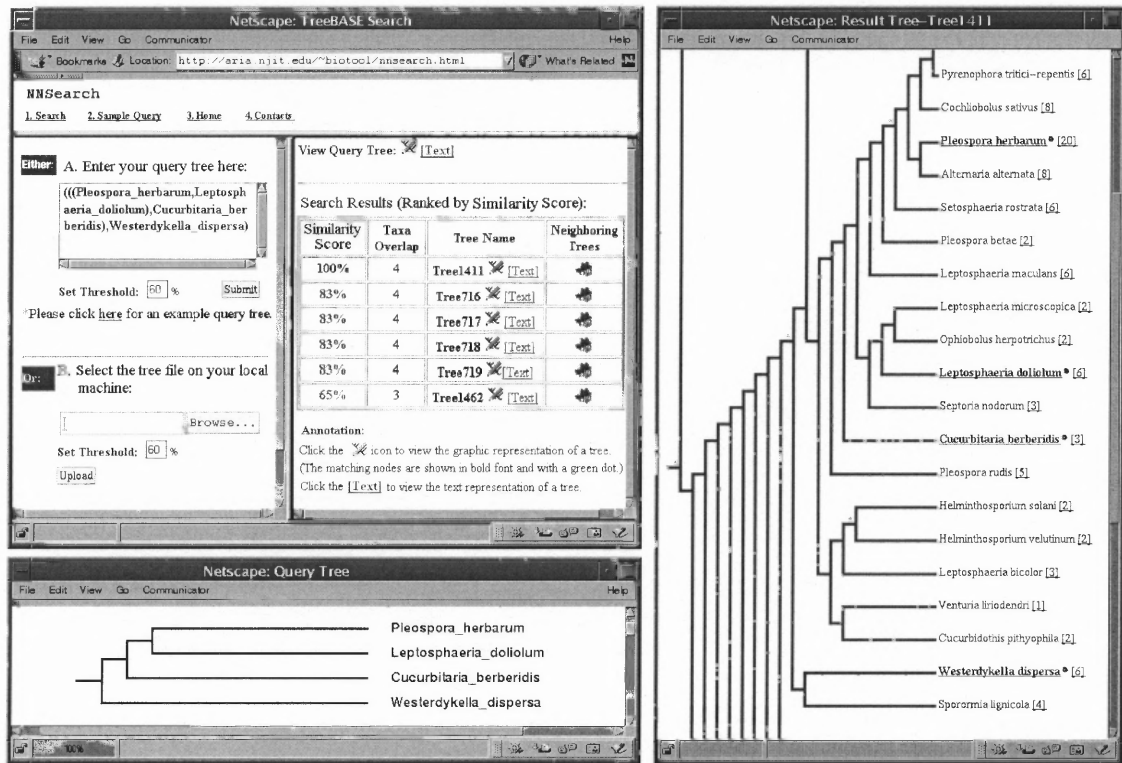 Netscape: TreeBASE Search
File Edit View Go Communicator Help
Bookmarks Location: http://aria.njit.edu/~biotool/nnsearch.html What's Related
NNSearch
1. Search 2. Sample Query 3. Home 4. Contacts
Either: A. Enter your query tree here:
(((Pleospora_herbarum,Leptosph
aeria_doliolum),Cucurbitaria_ber
beridis),Westerdykella_dispersa)
Set Threshold: 60 % Submit
*Please click here for an example query tree.
Or: B. Select the tree file on your local
machine:
Browse...
Set Threshold: 60 %
Upload
View Query Tree: [Text]
Search Results (Ranked by Similarity Score):
Similarity Score Taxa Overlap Tree Name Neighboring Trees
100% 4 Tree1411 [Text]
83% 4 Tree716 [Text]
83% 4 Tree717 [Text]
83% 4 Tree718 [Text]
83% 4 Tree719 [Text]
65% 3 Tree1462 [Text]
Annotation:
Click the icon to view the graphic representation of a tree.
(The matching nodes are shown in bold font and with a green dot.)
Click the [Text] to view the text representation of a tree.
Netscape: Query Tree
File Edit View Go Communicator Help
Pleospora_herbarum
Leptosphaeria_doliolum
Cucurbitaria_berberidis
Westerdykella_dispersa
100%
Netscape: Result Tree-Tree1411
File Edit View Go Communicator Help
Pyrenophora tritici-repentis [6]
Cochliobolus sativus [8]
Pleospora herbarum [20]
Alternaria alternata [8]
Setosphaeria rostrata [6]
Pleospora betae [2]
Leptosphaeria maculans [6]
Leptosphaeria microscopica [2]
Ophiobolus herpotrichus [2]
Leptosphaeria doliolum [6]
Septoria nodorum [3]
Cucurbitaria berberidis [3]
Pleospora rudis [5]
Helminthosporium solani [2]
Helminthosporium velutinum [2]
Leptosphaeria bicolor [3]
Venturia liriodendri [1]
Cucurbidothis pithyophila [2]
Westerdykella dispersa [6]
Sporormia lignicola [4]